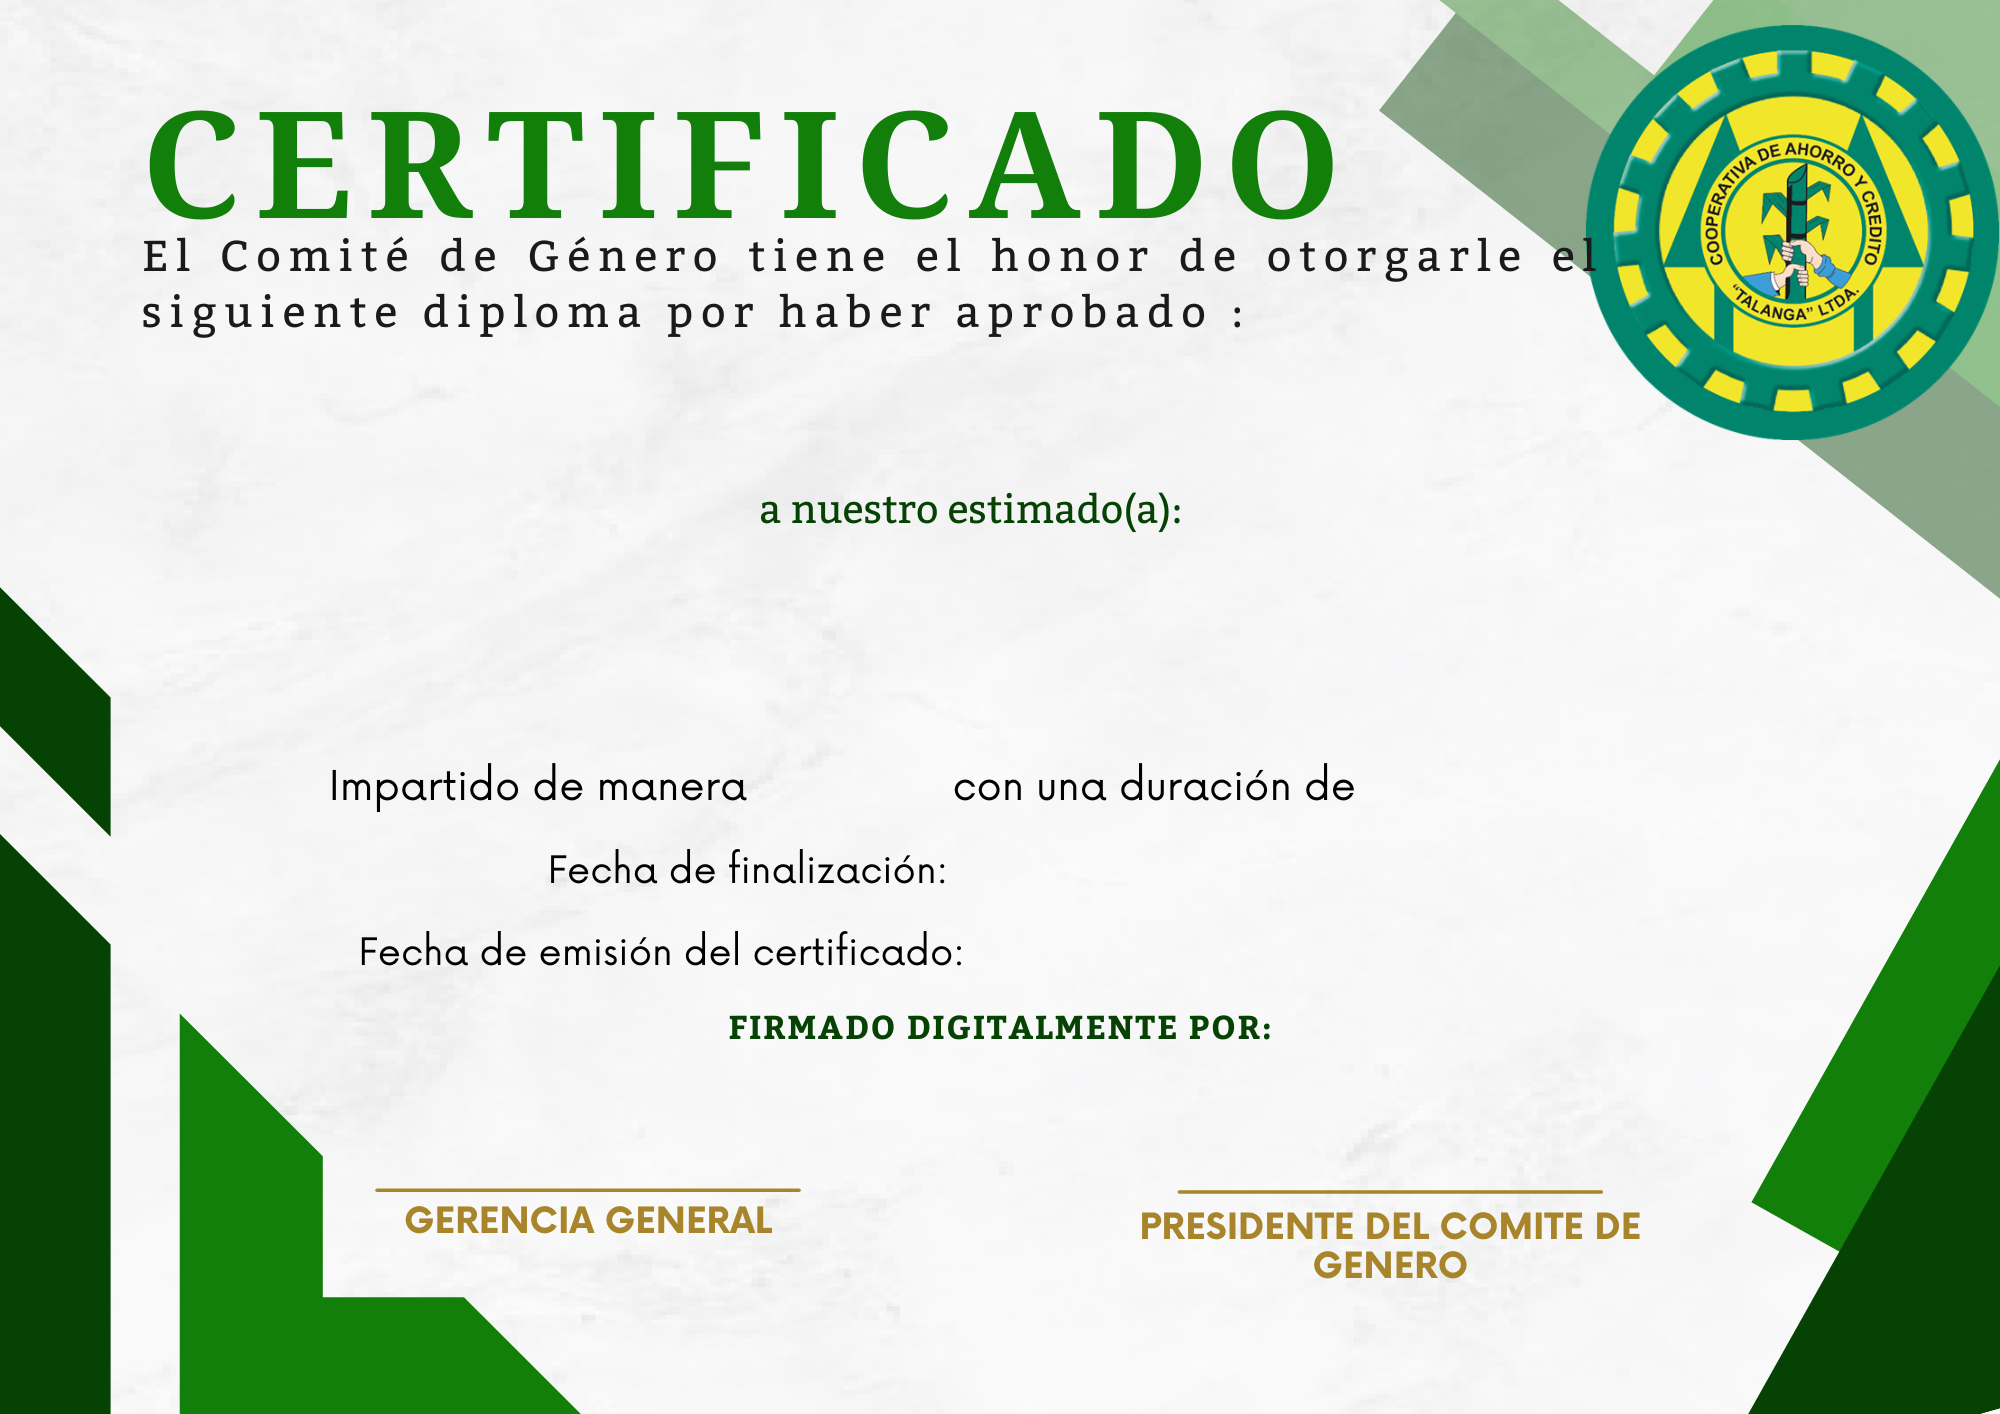 CERTIFICADO
El Comité de Género tiene el honor de otorgarle el
siguiente diploma por haber aprobado :
COOPERATIVA DE AHORRO Y CREDITO
"TALANGA" LTDA.
a nuestro estimado(a):
Impartido de manera con una duración de
Fecha de finalización:
Fecha de emisión del certificado:
FIRMADO DIGITALMENTE POR:
GERENCIA GENERAL
PRESIDENTE DEL COMITE DE
GENERO